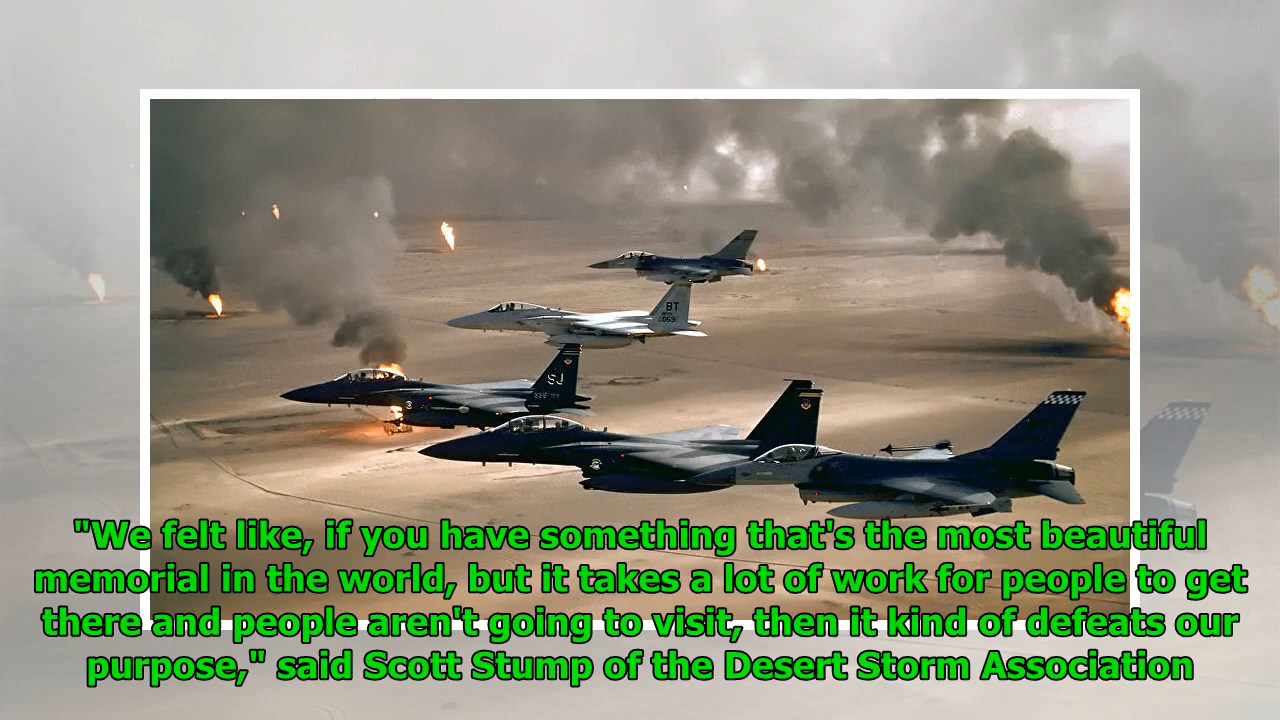 BT
SJ
"We felt like, if you have something that's the most beautiful
memorial in the world, but it takes a lot of work for people to get
there and people aren't going to visit, then it kind of defeats our
purpose," said Scott Stump of the Desert Storm Association